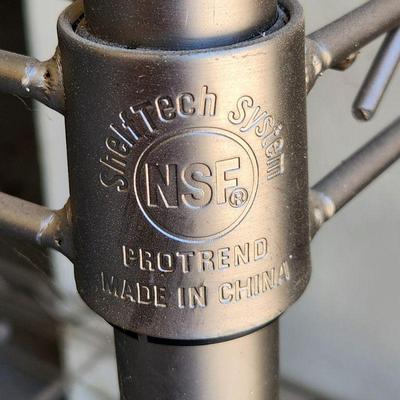 ShelfTech System
NSF®
PROTREND
MADE IN CHINA